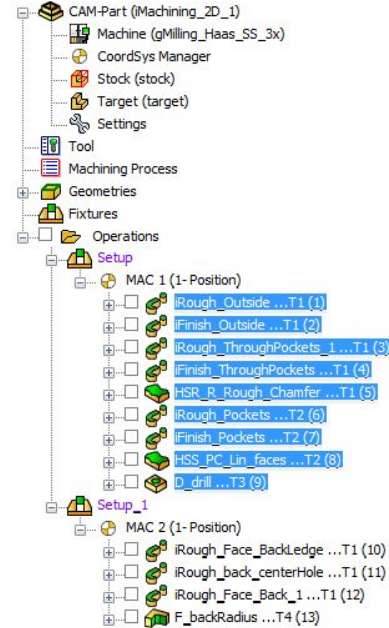 CAM-Part (iMachining_2D_1)
Machine (gMilling_Haas_SS_3x)
CoordSys Manager
Stock (stock)
Target (target)
Settings
Tool
Machining Process
Geometries
Fixtures
Operations
Setup
MAC 1 (1- Position)
iRough_Outside ...T1 (1)
iFinish_Outside ...T1 (2)
iRough_ThroughPockets_1 ...T1 (3)
iFinish_ThroughPockets ...T1 (4)
HSR_R_Rough_Chamfer ...T1 (5)
iRough_Pockets ...T2 (6)
iFinish_Pockets ...T2 (7)
HSS_PC_Lin_faces ...T2 (8)
D_drill ...T3 (9)
Setup_1
MAC 2 (1- Position)
iRough_Face_BackLedge ...T1 (10)
iRough_back_centerHole ...T1 (11)
iRough_Face_Back_1 ...T1 (12)
F_backRadius ...T4 (13)